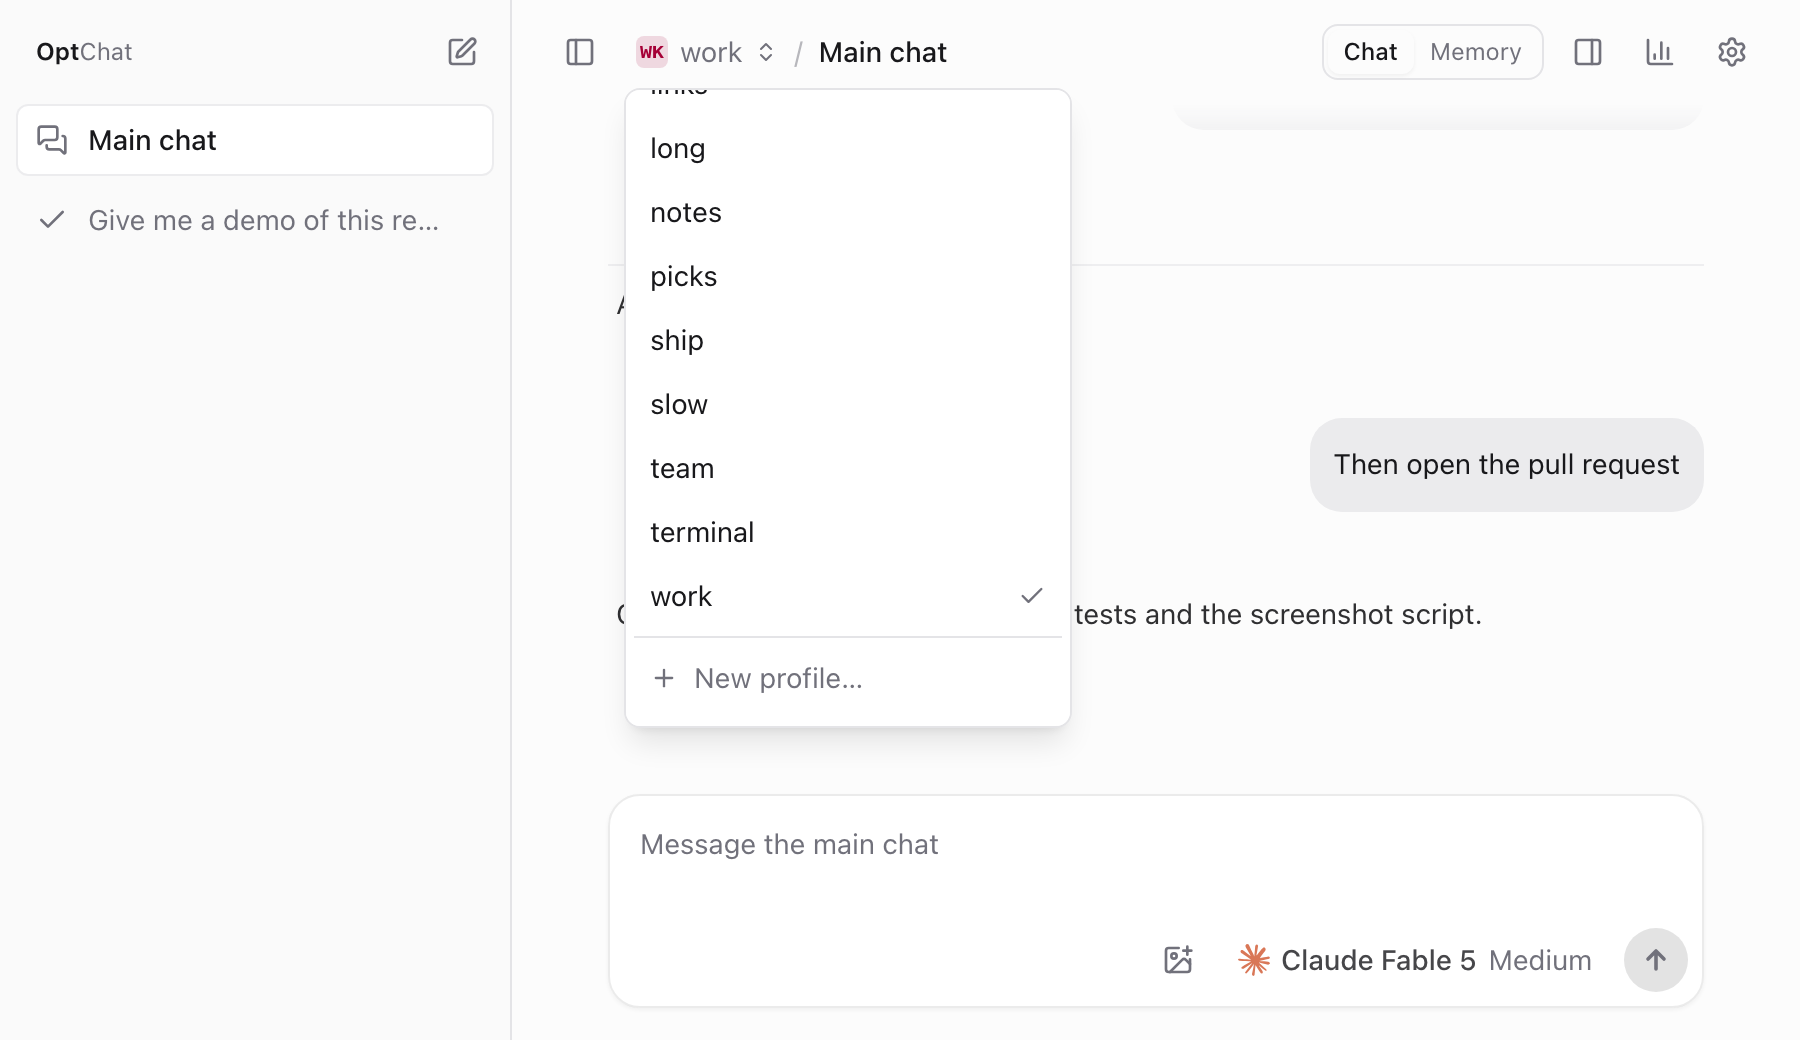 OptChat
WK work / Main chat
Chat Memory
Main chat
Give me a demo of this re...
links
long
notes
picks
ship
slow
team
terminal
work
New profile...
Then open the pull request
tests and the screenshot script.
Message the main chat
Claude Fable 5 Medium